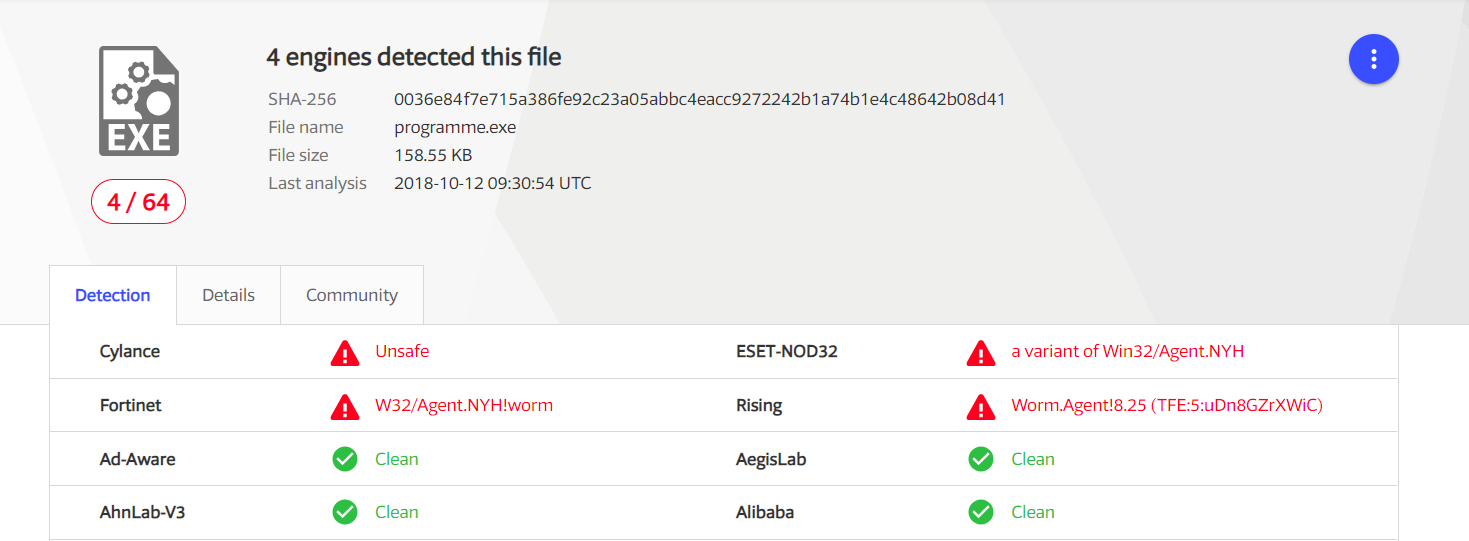 4 engines detected this file
SHA-256 0036e84f7e715a386fe92c23a05abbc4eacc9272242b1a74b1e4c48642b08d41
File name programme.exe
File size 158.55 KB
Last analysis 2018-10-12 09:30:54 UTC
EXE
4 / 64
Detection Details Community
Cylance Unsafe ESET-NOD32 a variant of Win32/Agent.NYH
Fortinet W32/Agent.NYH!worm Rising Worm.Agent!8.25 (TFE:5:uDn8GZrXWiC)
Ad-Aware Clean AegisLab Clean
AhnLab-V3 Clean Alibaba Clean